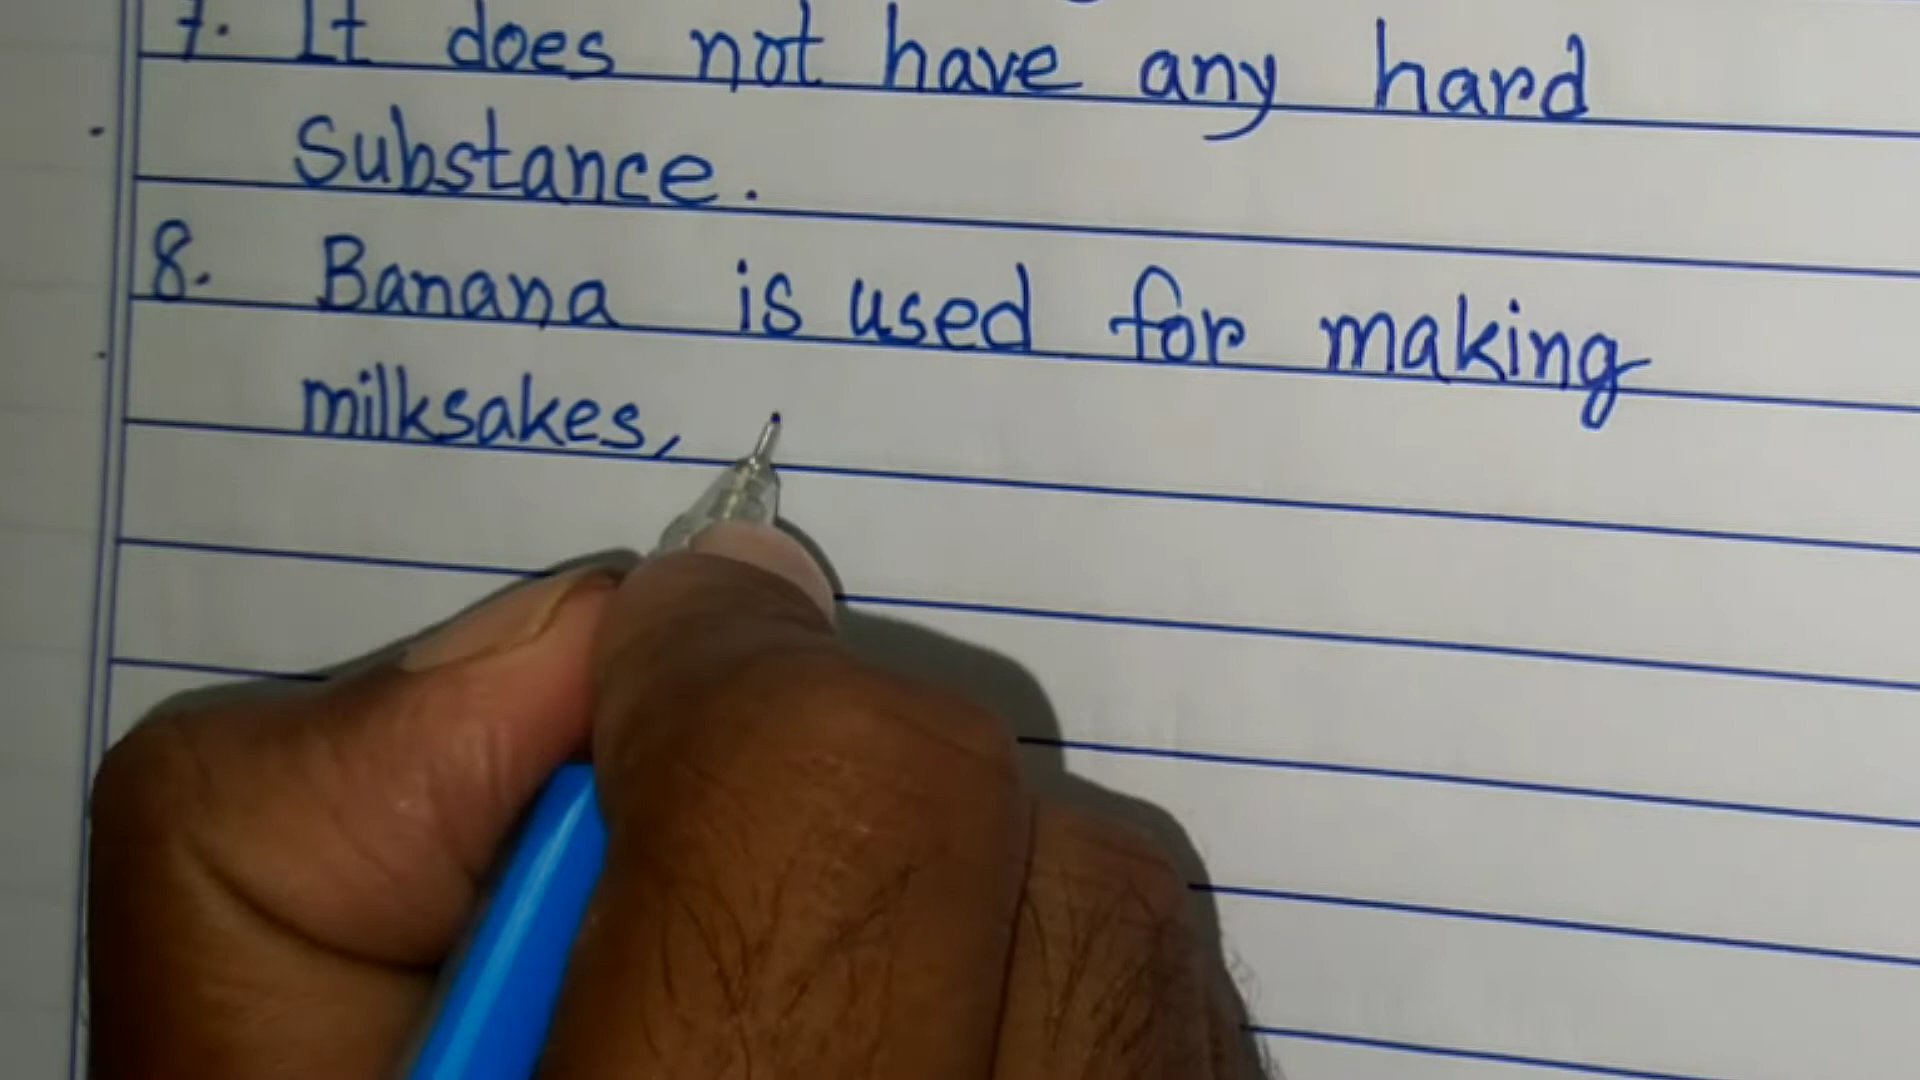 7. It does not have any hard
substance.
8. Banana is used for making
milksakes,